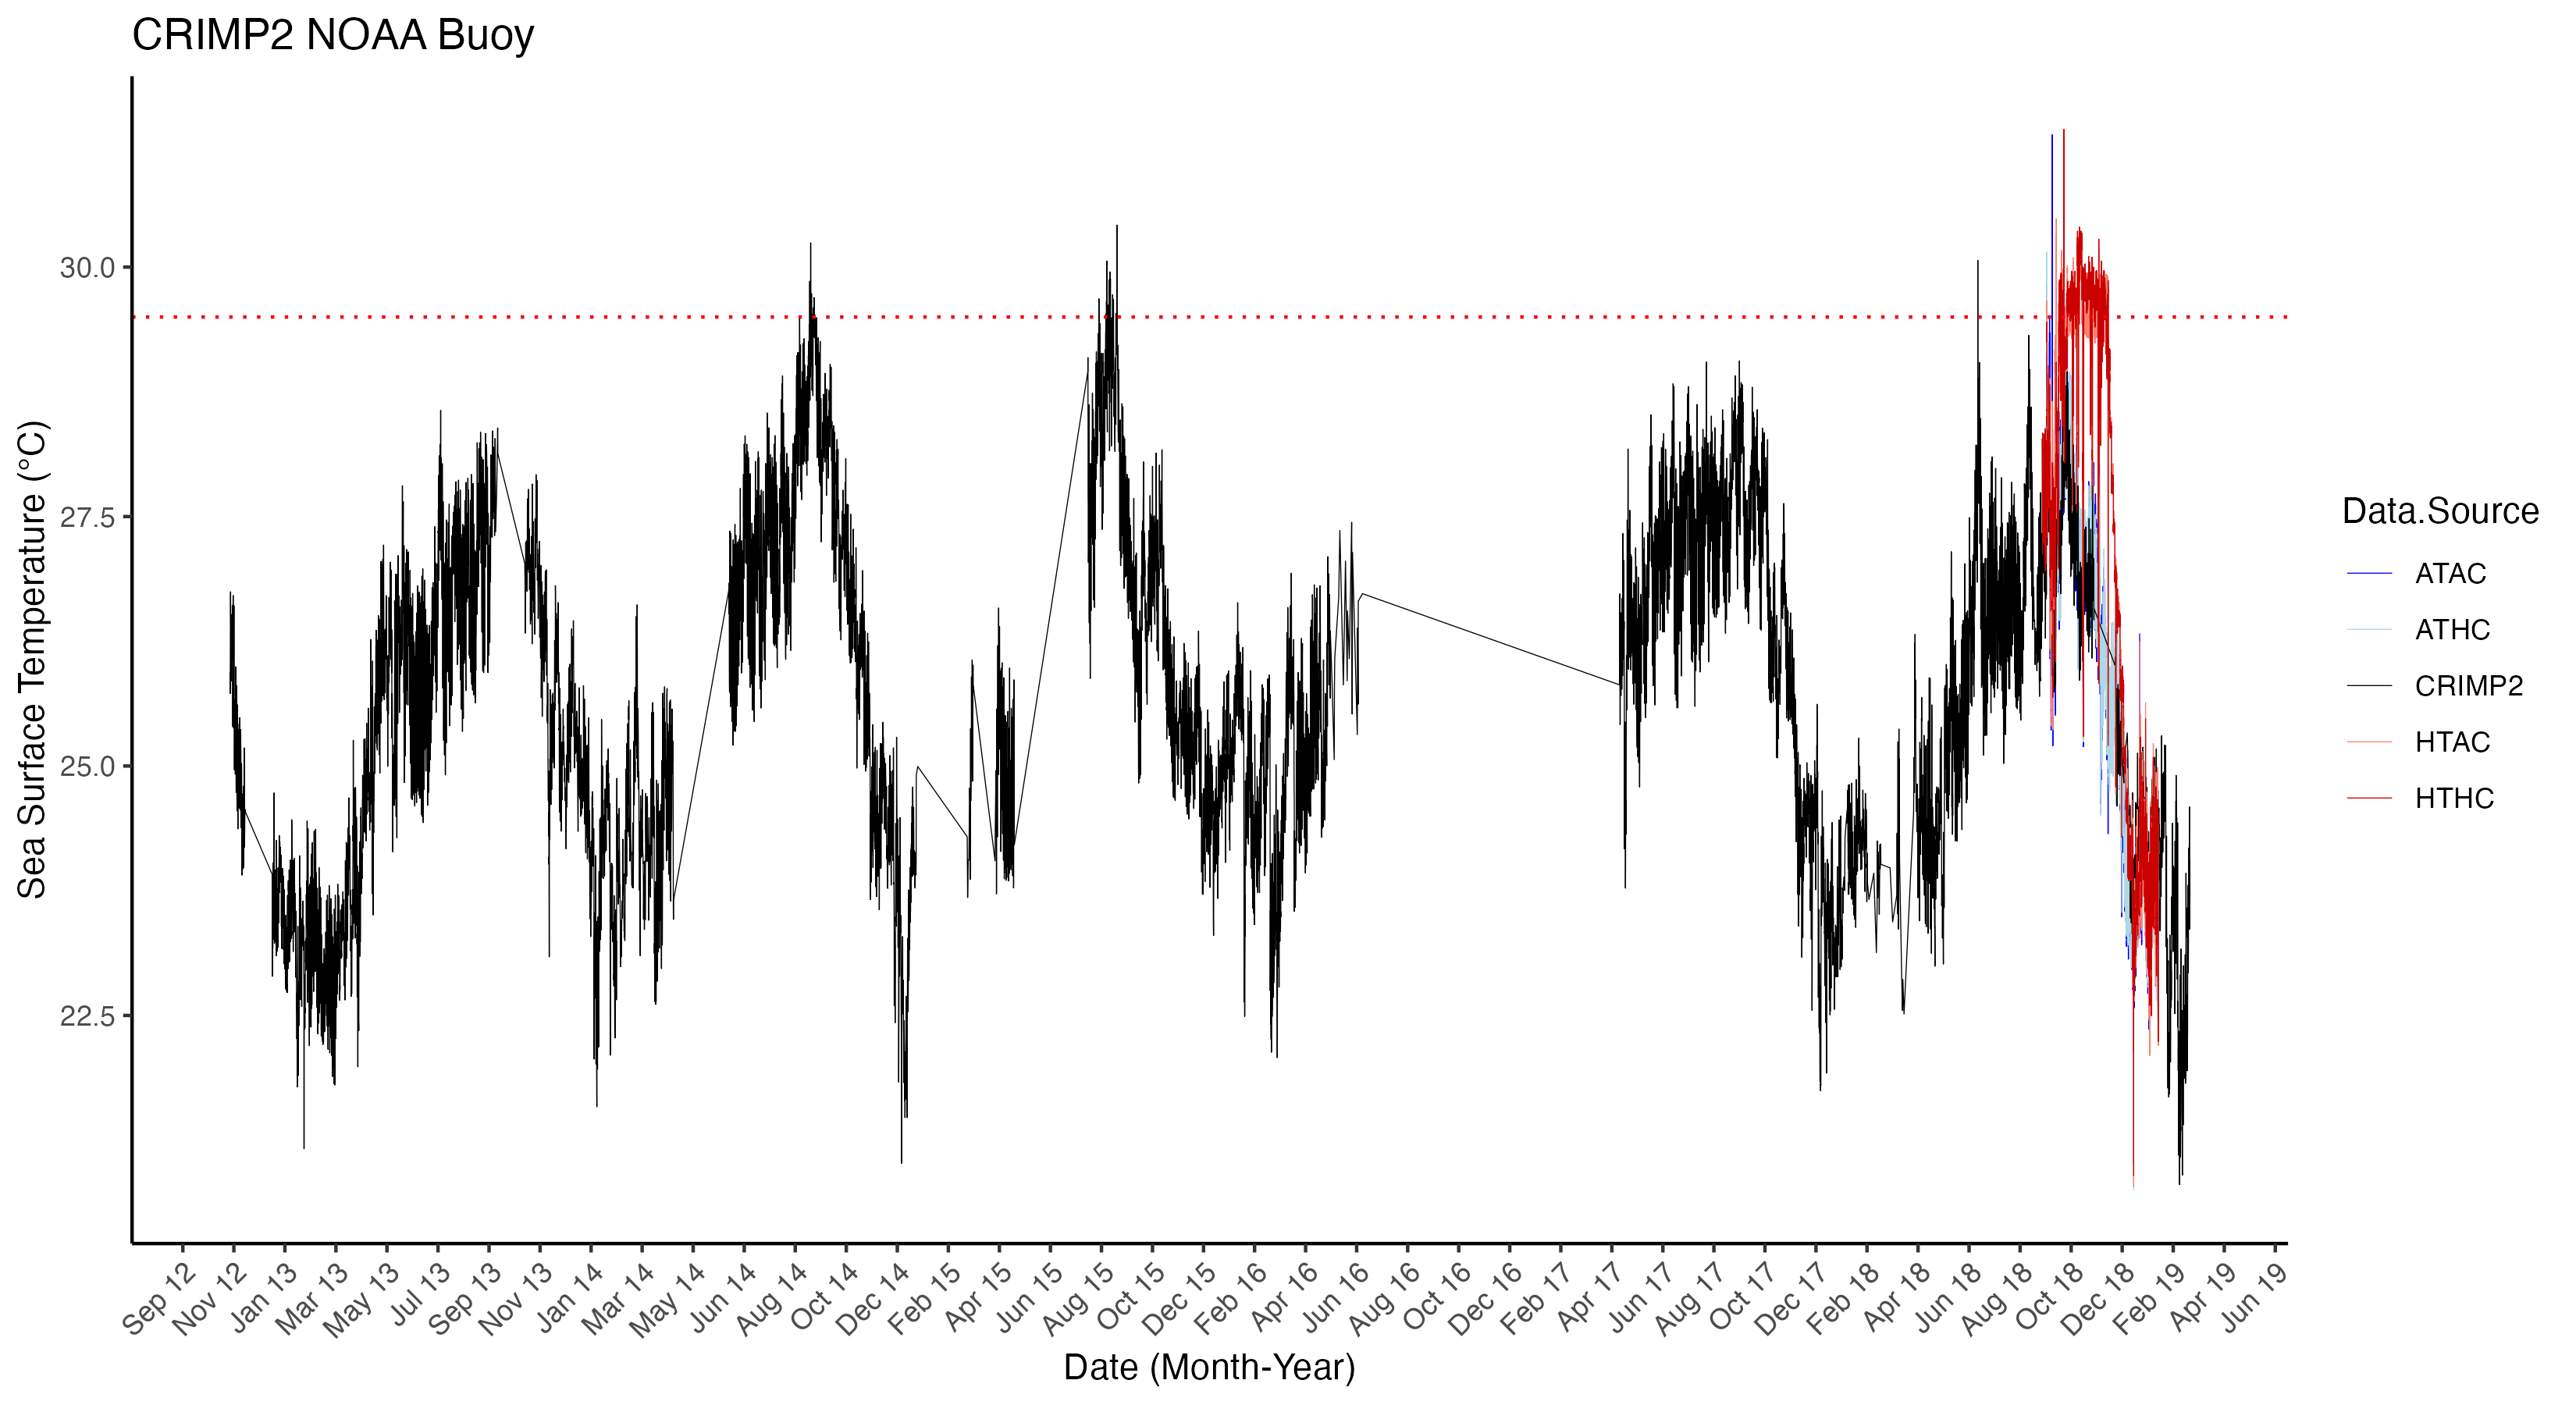 CRIMP2 NOAA Buoy
Sea Surface Temperature (°C)
30.0
27.5
25.0
22.5
Sep 12
Nov 12
Jan 13
Mar 13
May 13
Jul 13
Sep 13
Nov 13
Jan 14
Mar 14
May 14
Jun 14
Aug 14
Oct 14
Dec 14
Feb 15
Apr 15
Jun 15
Aug 15
Oct 15
Dec 15
Feb 16
Apr 16
Jun 16
Aug 16
Oct 16
Dec 16
Feb 17
Apr 17
Jun 17
Aug 17
Oct 17
Dec 17
Feb 18
Apr 18
Jun 18
Aug 18
Oct 18
Dec 18
Feb 19
Apr 19
Jun 19
Date (Month-Year)
Data.Source
ATAC
ATHC
CRIMP2
HTAC
HTHC